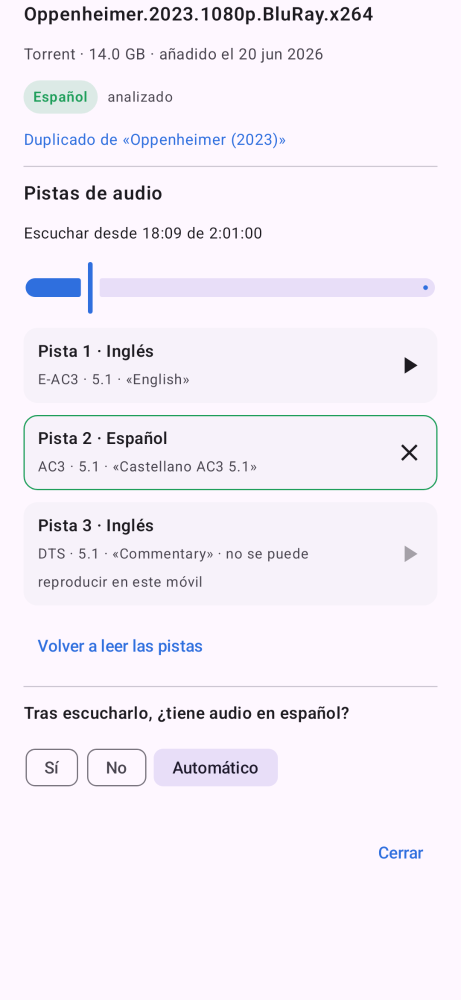 Oppenheimer.2023.1080p.BluRay.x264
Torrent · 14.0 GB · añadido el 20 jun 2026
Español analizado
Duplicado de «Oppenheimer (2023)»
Pistas de audio
Escuchar desde 18:09 de 2:01:00
Pista 1 · Inglés
E-AC3 · 5.1 · «English»
Pista 2 · Español
AC3 · 5.1 · «Castellano AC3 5.1»
Pista 3 · Inglés
DTS · 5.1 · «Commentary» · no se puede
reproducir en este móvil
Volver a leer las pistas
Tras escucharlo, ¿tiene audio en español?
Sí No Automático
Cerrar